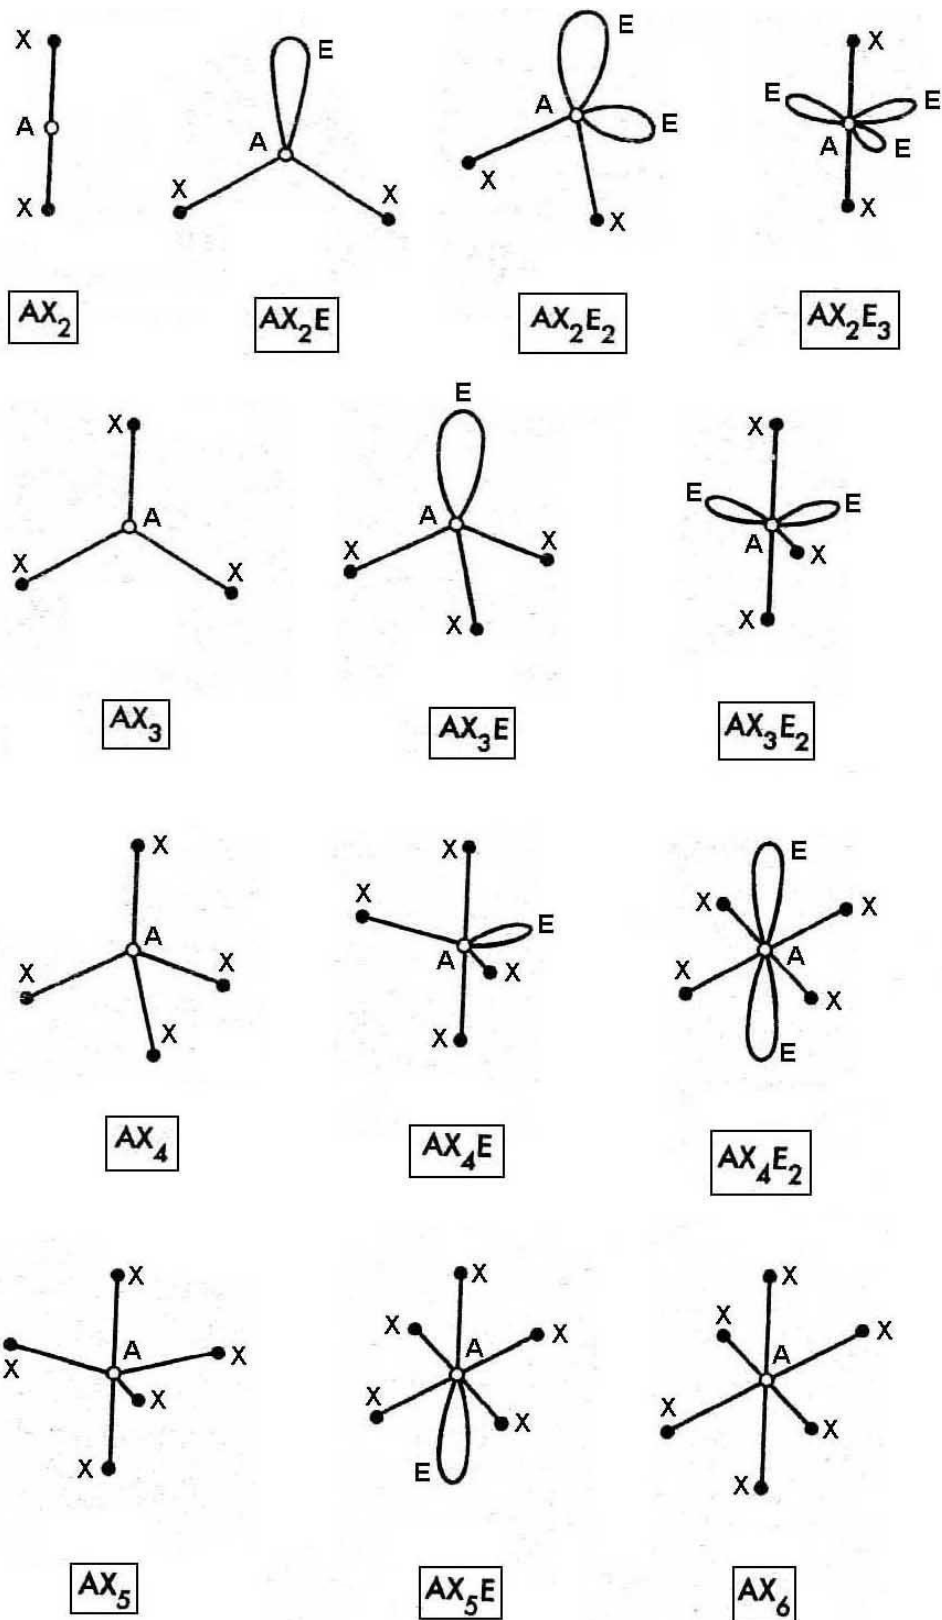 X E E X
E
A A E E
A A E
X X X X
X X X
AX₂ AX₂E AX₂E₂ AX₂E₃
E
X X
E E
A A A X
X X X X
X X
AX₃ AX₃E AX₃E₂
X X E
X X X
A E
X X A X A
X X X
X E
AX₄ AX₄E AX₄E₂
X X X
X X X X
A A A
X X X X
X X X
X E X
AX₅ AX₅E AX₆